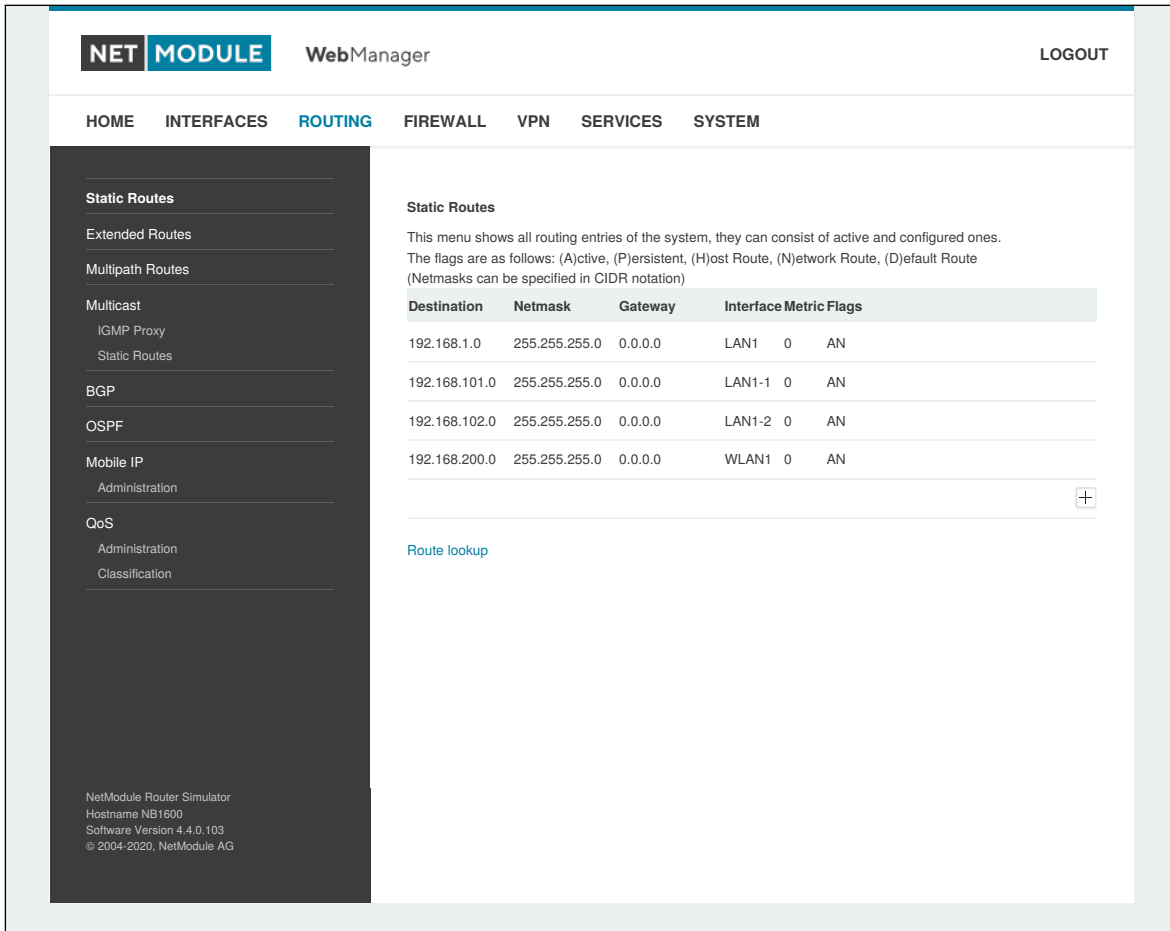 NET MODULE WebManager LOGOUT
HOME INTERFACES ROUTING FIREWALL VPN SERVICES SYSTEM
Static Routes
Extended Routes
Multipath Routes
Multicast
IGMP Proxy
Static Routes
BGP
OSPF
Mobile IP
Administration
QoS
Administration
Classification
NetModule Router Simulator
Hostname NB1600
Software Version 4.4.0.103
© 2004-2020, NetModule AG
Static Routes
This menu shows all routing entries of the system, they can consist of active and configured ones.
The flags are as follows: (A)ctive, (P)ersistent, (H)ost Route, (N)etwork Route, (D)efault Route
(Netmasks can be specified in CIDR notation)
Destination Netmask Gateway Interface Metric Flags
192.168.1.0 255.255.255.0 0.0.0.0 LAN1 0 AN
192.168.101.0 255.255.255.0 0.0.0.0 LAN1-1 0 AN
192.168.102.0 255.255.255.0 0.0.0.0 LAN1-2 0 AN
192.168.200.0 255.255.255.0 0.0.0.0 WLAN1 0 AN
Route lookup